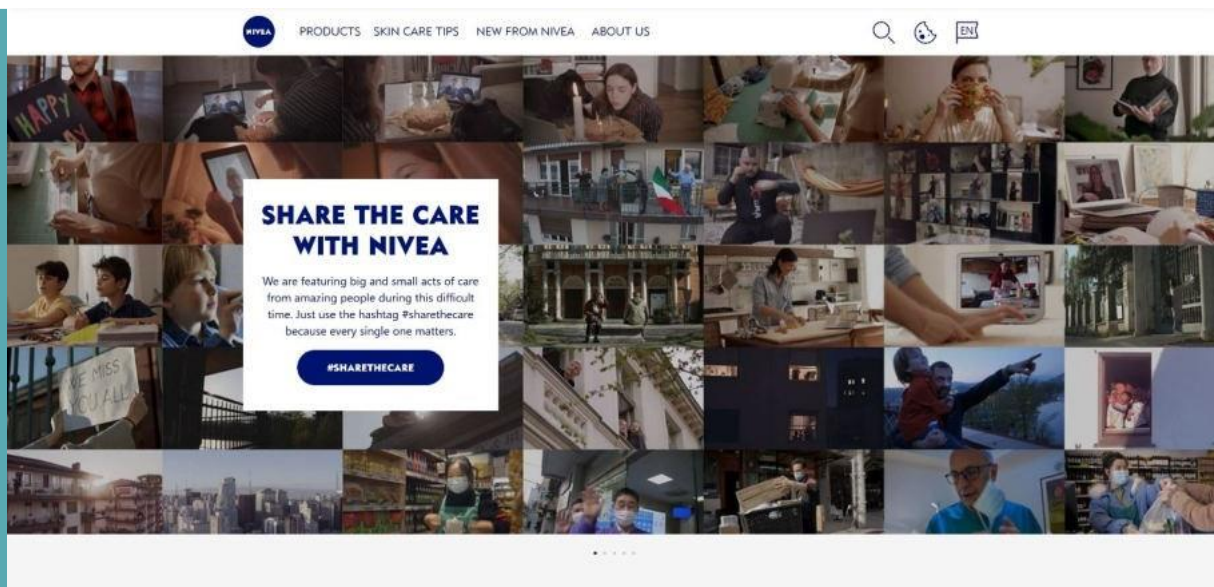 NIVEA
PRODUCTS SKIN CARE TIPS NEW FROM NIVEA ABOUT US
EN
HAPPY
SHARE THE CARE
WITH NIVEA
We are featuring big and small acts of care
from amazing people during this difficult
time. Just use the hashtag #sharethecare
because every single one matters.
#SHARETHECARE
WE MISS
YOU ALL